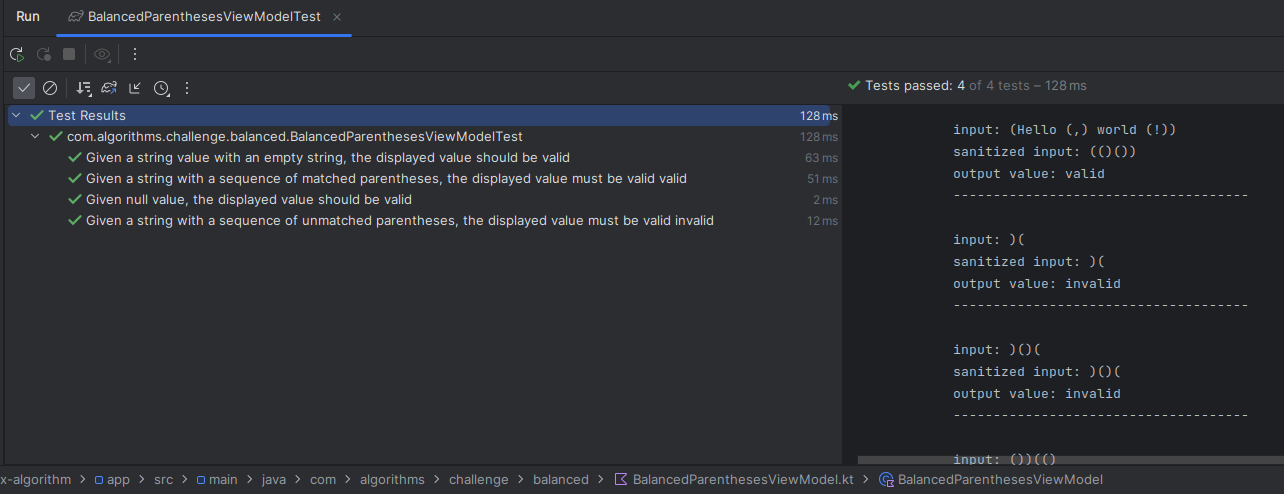 Run BalancedParenthesesViewModelTest
Tests passed: 4 of 4 tests – 128 ms
Test Results 128 ms
com.algorithms.challenge.balanced.BalancedParenthesesViewModelTest 128 ms
Given a string value with an empty string, the displayed value should be valid 63 ms
Given a string with a sequence of matched parentheses, the displayed value must be valid valid 51 ms
Given null value, the displayed value should be valid 2 ms
Given a string with a sequence of unmatched parentheses, the displayed value must be valid invalid 12 ms
input: (Hello (,) world (!))
sanitized input: (()())
output value: valid
-------------------------------------
input: )(
sanitized input: )(
output value: invalid
-------------------------------------
input: )()(
sanitized input: )()(
output value: invalid
-------------------------------------
input: ())(()
x-algorithm > app > src > main > java > com > algorithms > challenge > balanced > BalancedParenthesesViewModel.kt > BalancedParenthesesViewModel